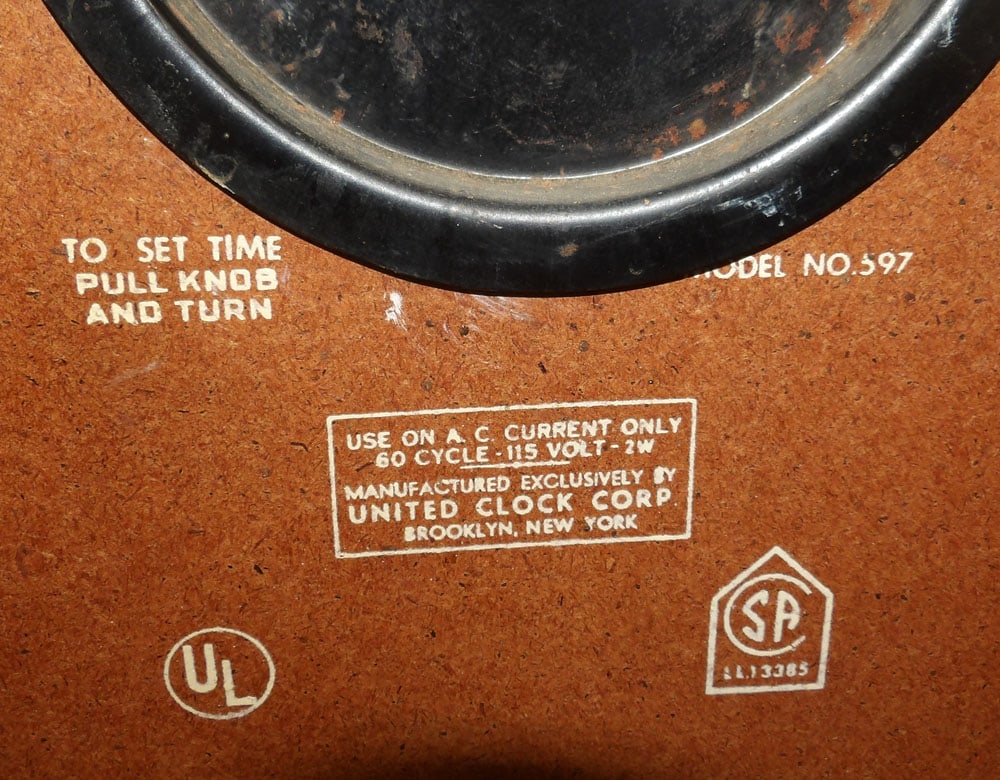 TO SET TIME
PULL KNOB
AND TURN
MODEL NO.597
USE ON A. C. CURRENT ONLY
60 CYCLE - 115 VOLT - 2W
MANUFACTURED EXCLUSIVELY BY
UNITED CLOCK CORP.
BROOKLYN, NEW YORK
UL
CSA
LL13385